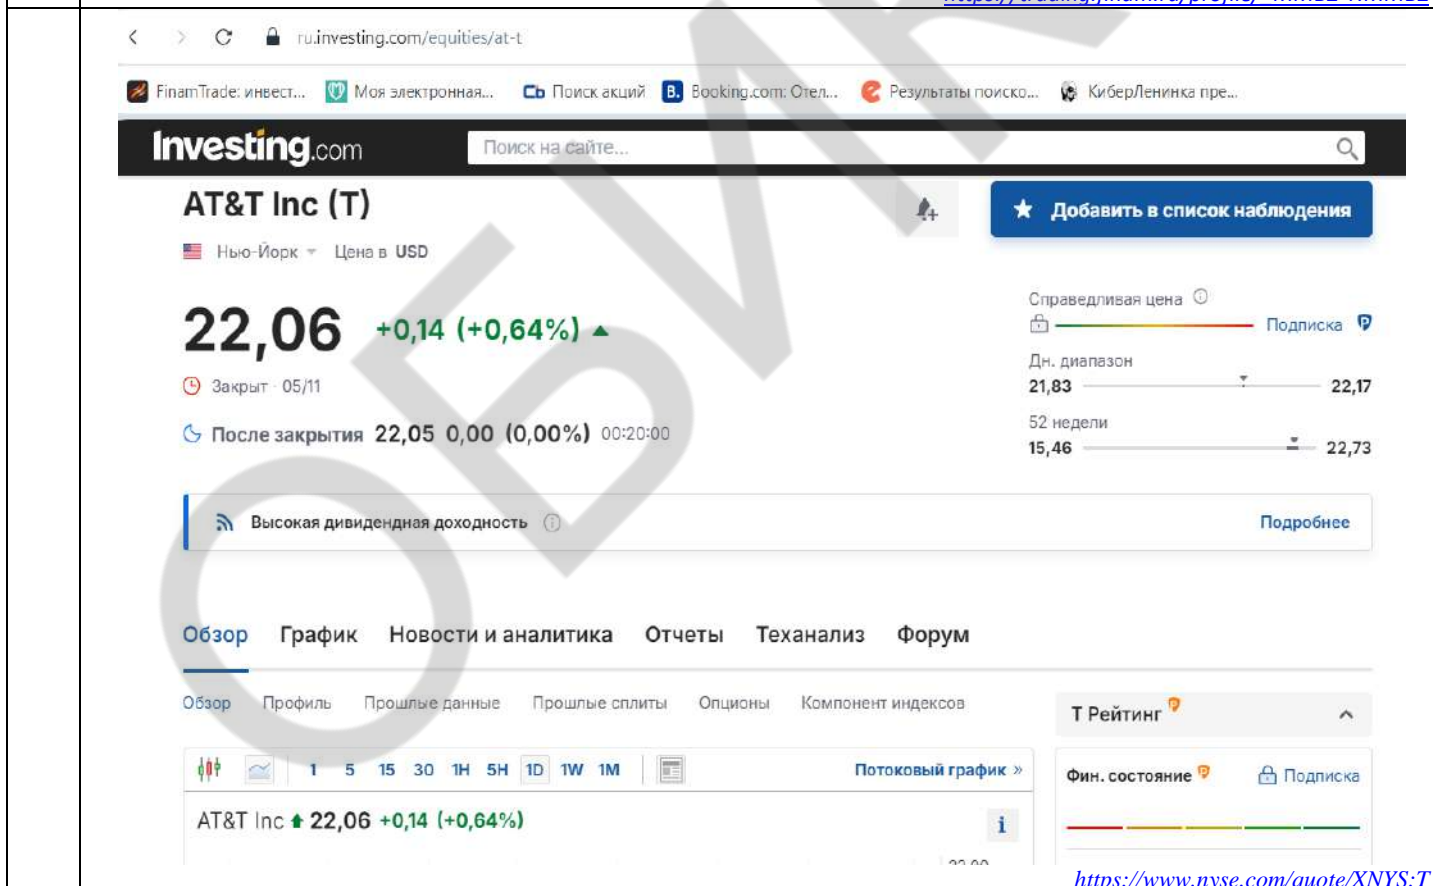 ru.investing.com/equities/at-t
FinamTrade: инвест... Моя электронная... Сь Поиск акций B. Booking.com: Отел... Результаты поиско... КиберЛенинка пре...
Investing.com Поиск на сайте...
AT&T Inc (T) Добавить в список наблюдения
Нью-Йорк Цена в USD
Справедливая цена
22,06 +0,14 (+0,64%) Подписка
Дн. диапазон
Закрыт · 05/11 21,83 22,17
52 недели
После закрытия 22,05 0,00 (0,00%) 00:20:00
15,46 22,73
Высокая дивидендная доходность Подробнее
Обзор График Новости и аналитика Отчеты Теханализ Форум
Обзор Профиль Прошлые данные Прошлые сплиты Опционы Компонент индексов
Т Рейтинг
1 5 15 30 1H 5H 1D 1W 1M Потоковый график »
Фин. состояние Подписка
AT&T Inc 22,06 +0,14 (+0,64%)
https://www.nyse.com/quote/XNYS:T